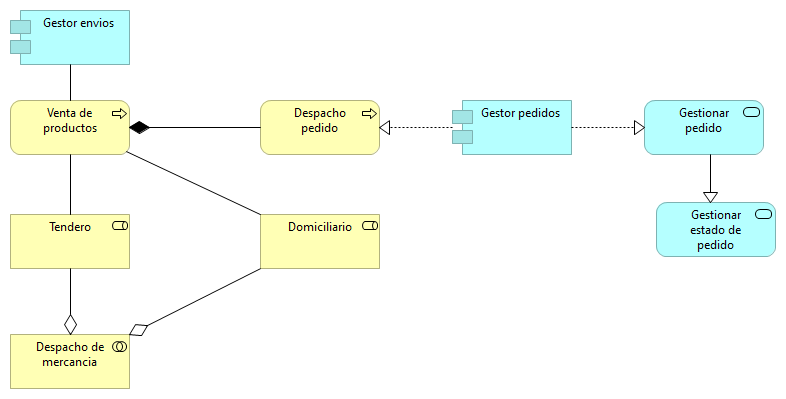 Gestor envios
Venta de
productos
Despacho
pedido
Gestor pedidos
Gestionar
pedido
Tendero
Domiciliario
Gestionar
estado de
pedido
Despacho de
mercancia